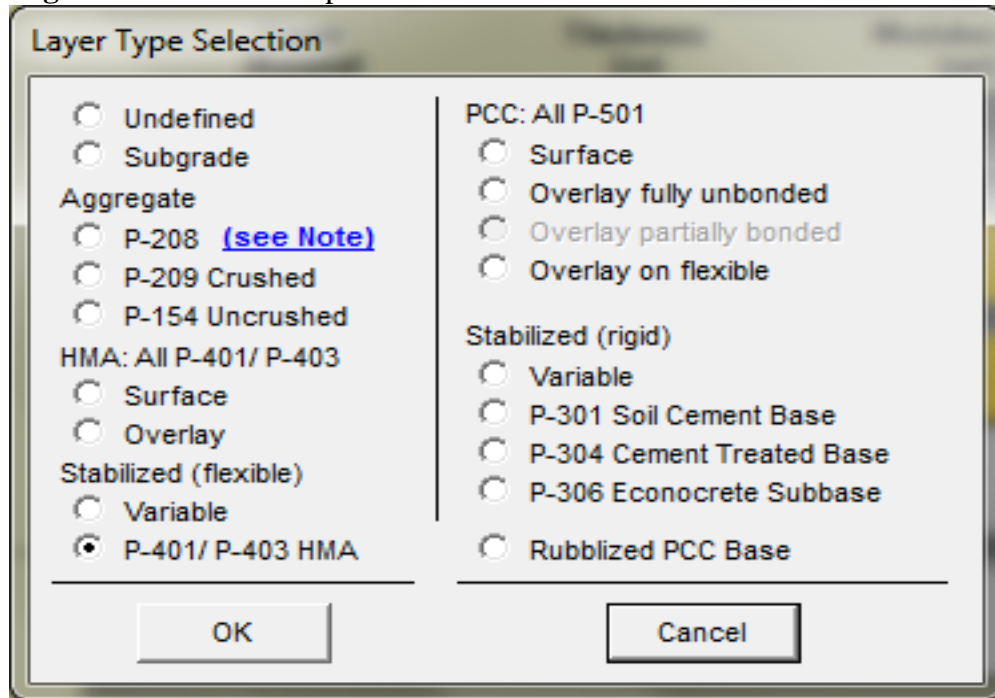 Layer Type Selection
Undefined
Subgrade
Aggregate
P-208 (see Note)
P-209 Crushed
P-154 Uncrushed
HMA: All P-401/ P-403
Surface
Overlay
Stabilized (flexible)
Variable
P-401/ P-403 HMA
PCC: All P-501
Surface
Overlay fully unbonded
Overlay partially bonded
Overlay on flexible
Stabilized (rigid)
Variable
P-301 Soil Cement Base
P-304 Cement Treated Base
P-306 Econocrete Subbase
Rubblized PCC Base
OK
Cancel